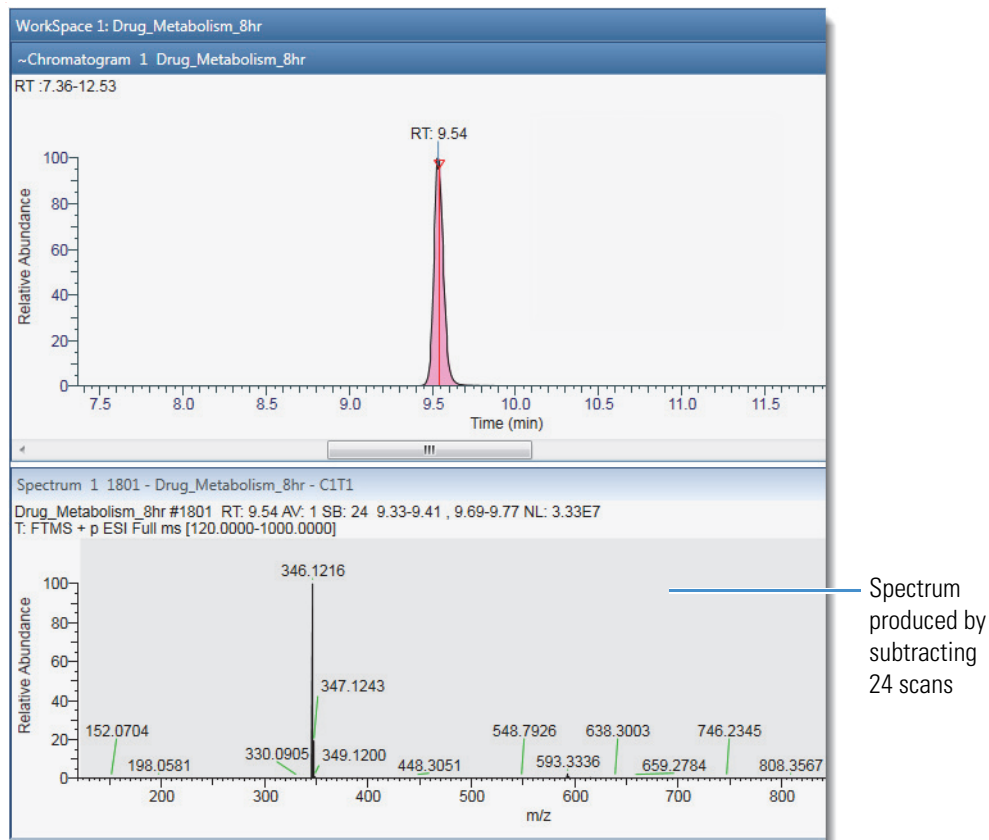 WorkSpace 1: Drug_Metabolism_8hr
~Chromatogram 1 Drug_Metabolism_8hr
RT :7.36-12.53
RT: 9.54
100
80
60
40
20
0
Relative Abundance
7.5 8.0 8.5 9.0 9.5 10.0 10.5 11.0 11.5
Time (min)
Spectrum 1 1801 - Drug_Metabolism_8hr - C1T1
Drug_Metabolism_8hr #1801 RT: 9.54 AV: 1 SB: 24 9.33-9.41 , 9.69-9.77 NL: 3.33E7
T: FTMS + p ESI Full ms [120.0000-1000.0000]
346.1216
100
80
60
40
20
0
Relative Abundance
347.1243
152.0704
548.7926 638.3003 746.2345
198.0581
330.0905 349.1200
448.3051
593.3336
659.2784
808.3567
200 300 400 500 600 700 800
m/z
Spectrum
produced by
subtracting
24 scans